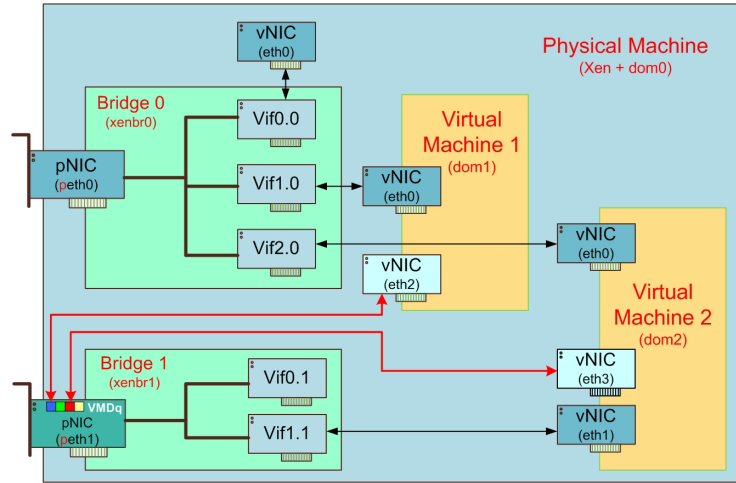 vNIC
(eth0)
Physical Machine
(Xen + dom0)
Bridge 0
(xenbr0)
Vif0.0
Virtual
Machine 1
(dom1)
pNIC
(peth0)
Vif1.0
vNIC
(eth0)
Vif2.0
vNIC
(eth0)
vNIC
(eth2)
Virtual
Machine 2
(dom2)
Bridge 1
(xenbr1)
Vif0.1
vNIC
(eth3)
VMDq
pNIC
(peth1)
Vif1.1
vNIC
(eth1)